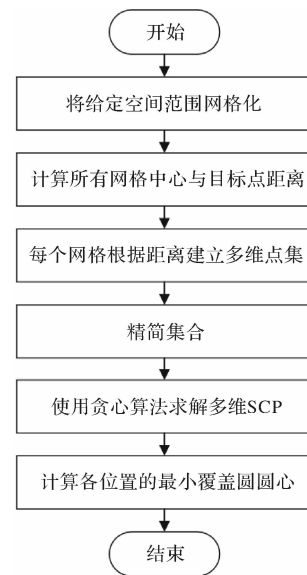 开始
将给定空间范围网格化
计算所有网格中心与目标点距离
每个网格根据距离建立多维点集
精简集合
使用贪心算法求解多维SCP
计算各位置的最小覆盖圆圆心
结束